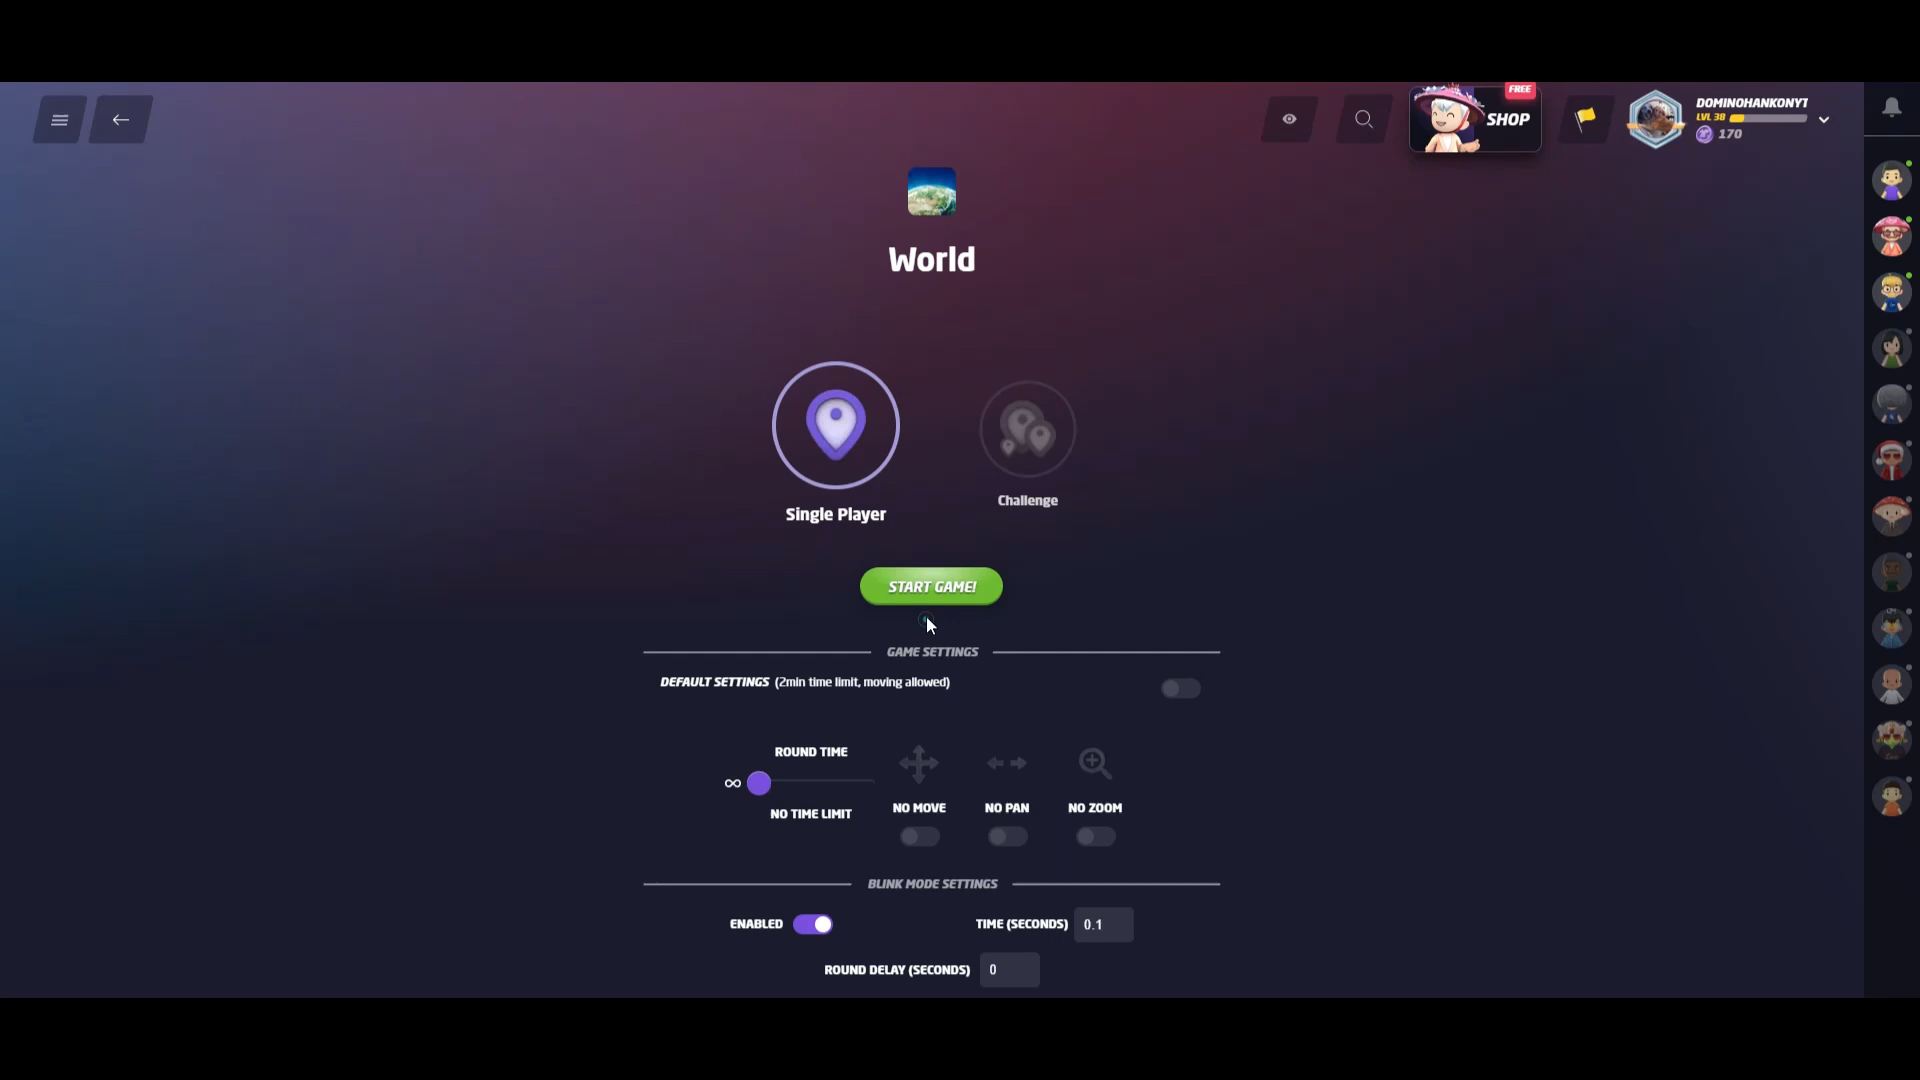 FREE
SHOP
DOMINOHANKONYT
LVL 38
170
World
Single Player
Challenge
START GAME!
GAME SETTINGS
DEFAULT SETTINGS (2min time limit, moving allowed)
ROUND TIME
∞
NO TIME LIMIT
NO MOVE
NO PAN
NO ZOOM
BLINK MODE SETTINGS
ENABLED
TIME (SECONDS) 0.1
ROUND DELAY (SECONDS) 0